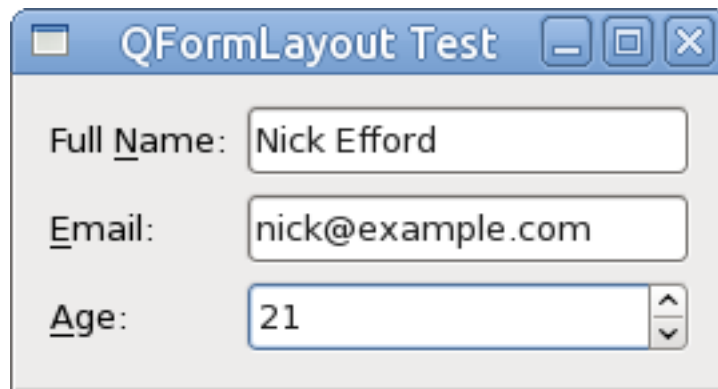 QFormLayout Test
Full Name: Nick Efford
Email: nick@example.com
Age: 21